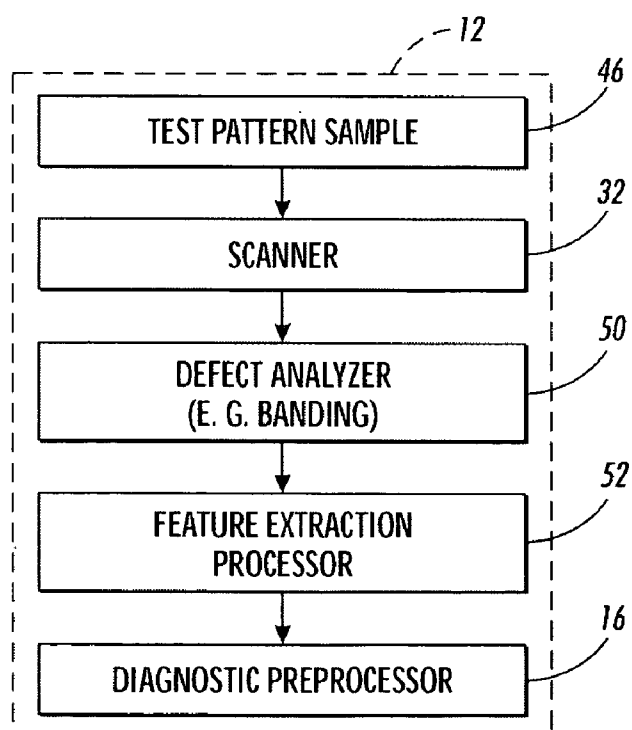 12
46
TEST PATTERN SAMPLE
32
SCANNER
50
DEFECT ANALYZER
(E. G. BANDING)
52
FEATURE EXTRACTION
PROCESSOR
16
DIAGNOSTIC PREPROCESSOR